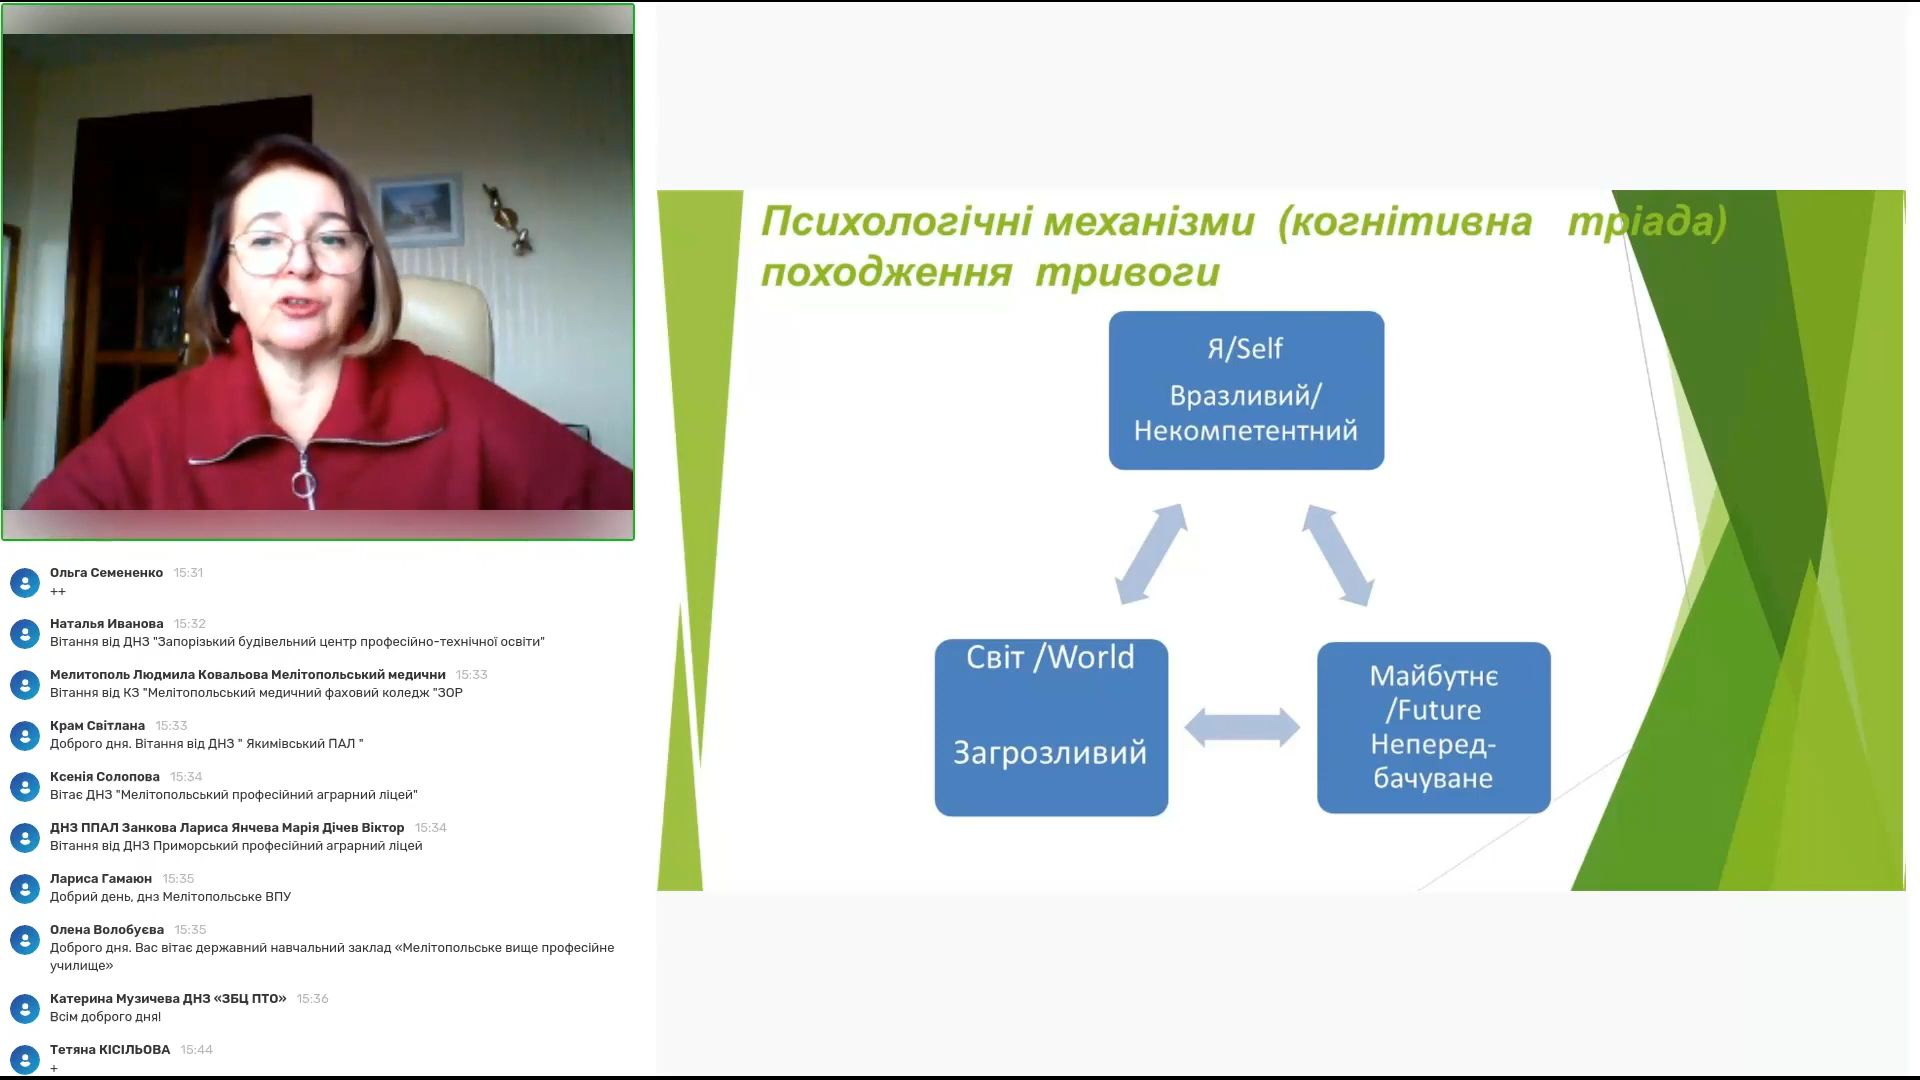 Психологічні механізми (когнітивна тріада)
походження тривоги
Я/Self
Вразливий/
Некомпетентний
Світ /World
Загрозливий
Майбутнє
/Future
Неперед-
бачуване
Ольга Семененко 15:31
++
Наталья Иванова 15:32
Вітання від ДНЗ "Запорізький будівельний центр професійно-технічної освіти"
Мелитополь Людмила Ковальова Мелітопольський медични 15:33
Вітання від КЗ "Мелітопольський медичний фаховий коледж "ЗОР
Крам Світлана 15:33
Доброго дня. Вітання від ДНЗ " Якимівський ПАЛ "
Ксенія Солопова 15:34
Вітає ДНЗ "Мелітопольський професійний аграрний ліцей"
ДНЗ ППАЛ Занкова Лариса Янчева Марія Дічев Віктор 15:34
Вітання від ДНЗ Приморський професійний аграрний ліцей
Лариса Гамаюн 15:35
Добрий день, днз Мелітопольське ВПУ
Олена Волобуєва 15:35
Доброго дня. Вас вітає державний навчальний заклад «Мелітопольське вище професійне
училище»
Катерина Музичева ДНЗ «ЗБЦ ПТО» 15:36
Всім доброго дня!
Тетяна КІСІЛЬОВА 15:44
+